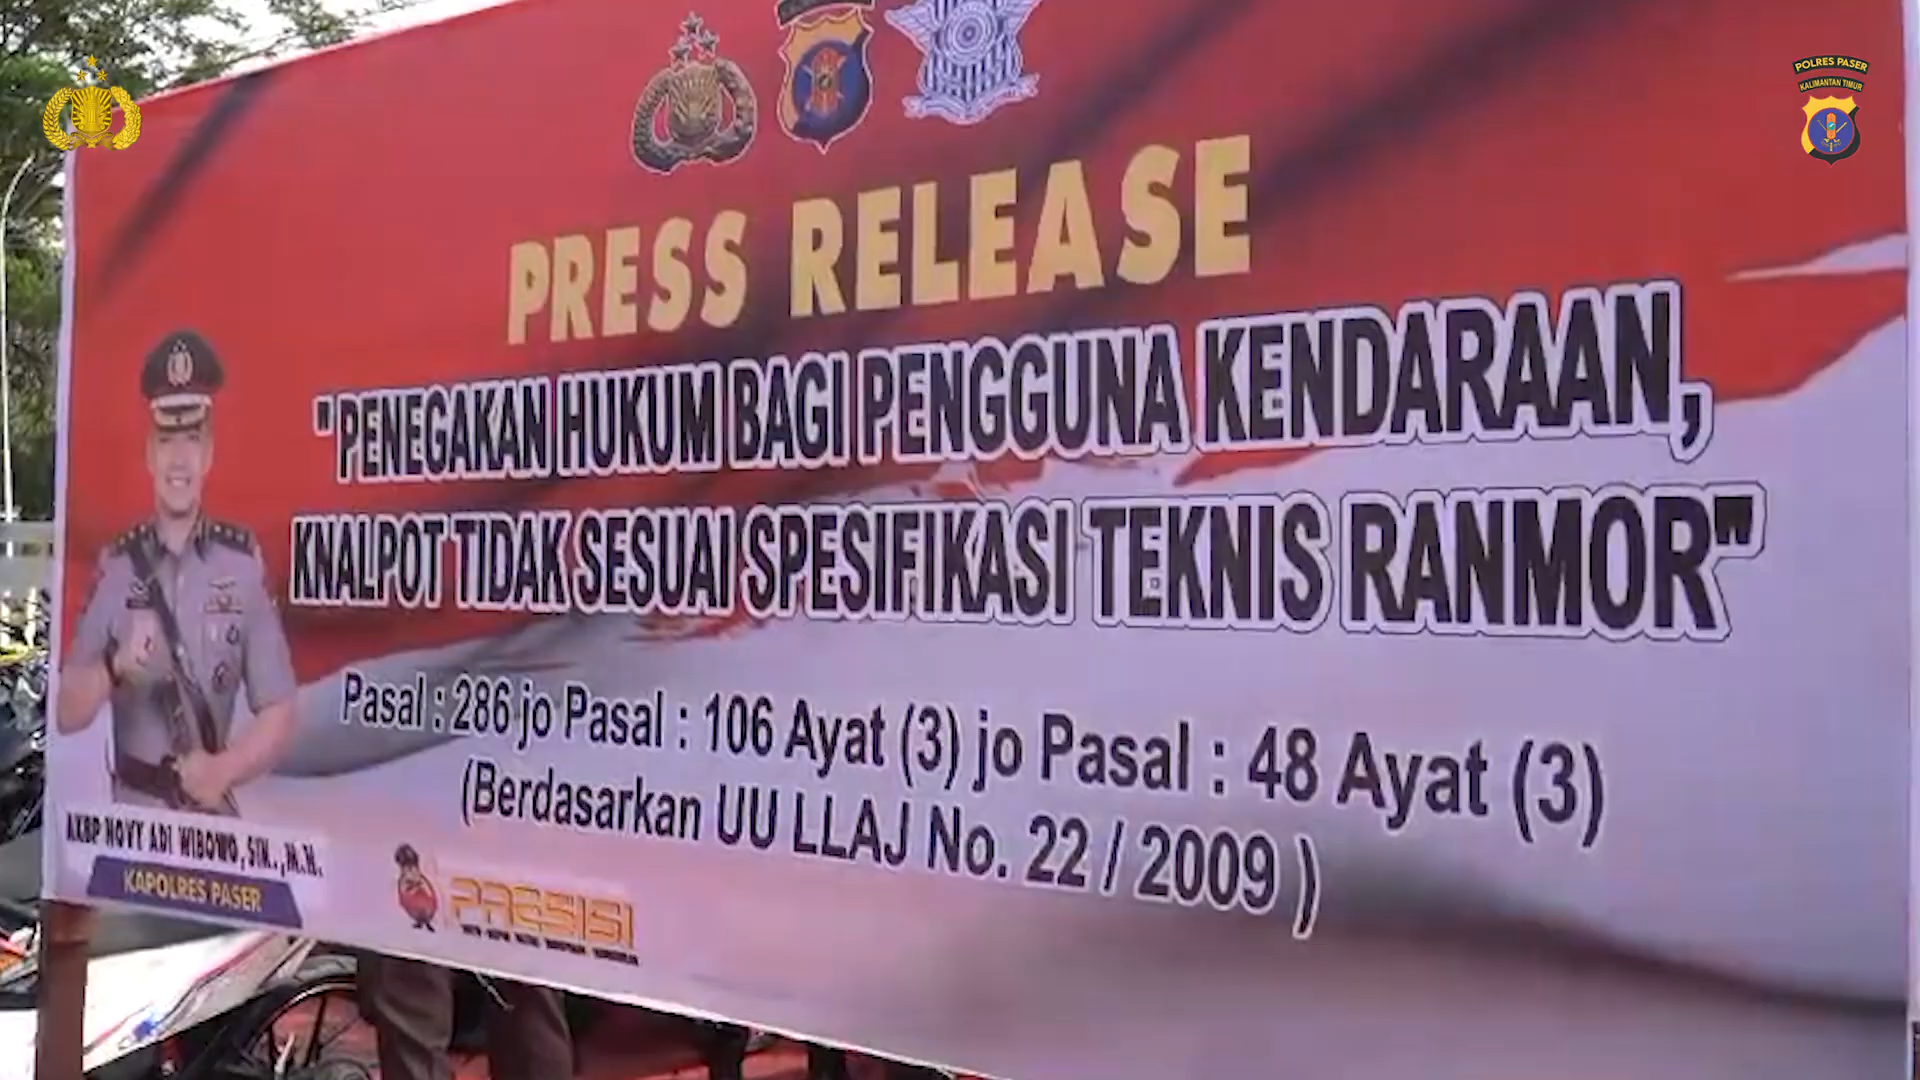 POLRES PASER
KALIMANTAN TIMUR
PRESS RELEASE
"PENEGAKAN HUKUM BAGI PENGGUNA KENDARAAN,
KNALPOT TIDAK SESUAI SPESIFIKASI TEKNIS RANMOR"
Pasal : 286 jo Pasal : 106 Ayat (3) jo Pasal : 48 Ayat (3)
(Berdasarkan UU LLAJ No. 22 / 2009 )
AKBP NOVY ADI WIBOWO, SIK., M.H.
KAPOLRES PASER
PRESISI